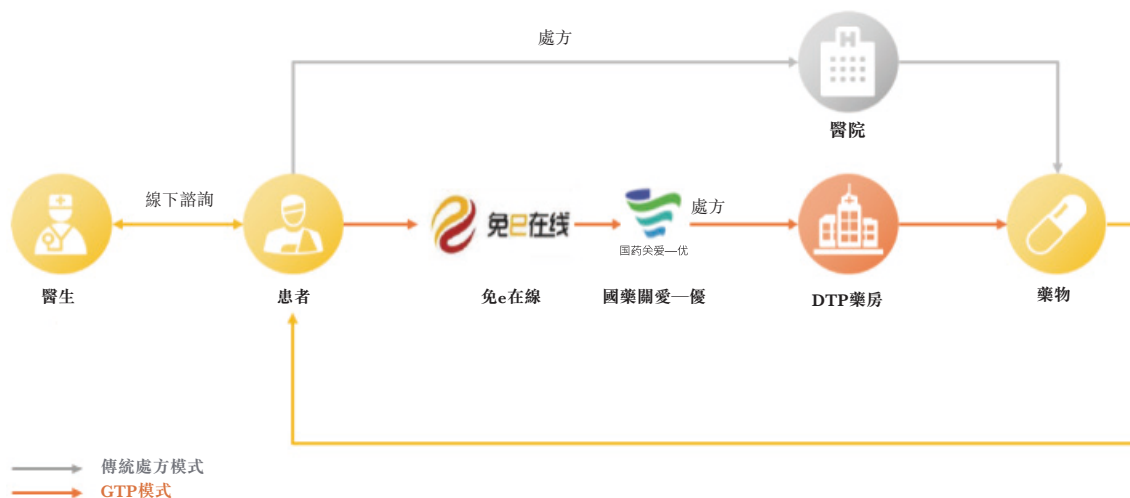 處方
H
醫院
線下諮詢
免e在线
国药关爱—优
處方
醫生
患者
免e在線
國藥關愛—優
DTP藥房
藥物
傳統處方模式
GTP模式